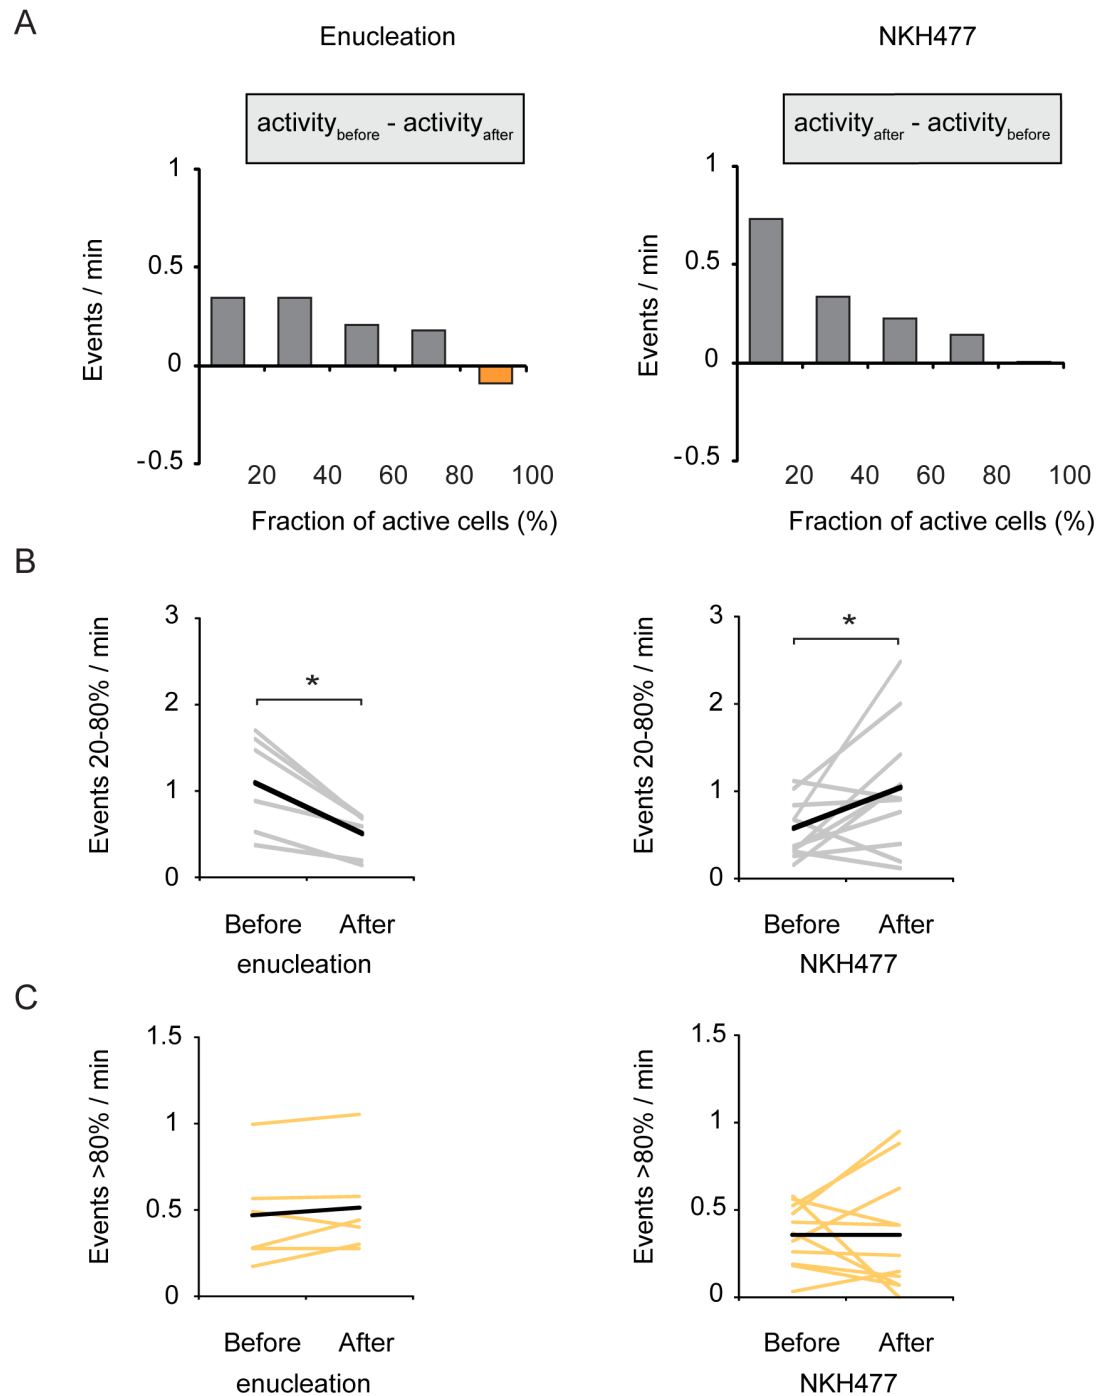 A
Enucleation
NKH477
activitybefore - activityafter
activityafter - activitybefore
Events / min
1
0.5
0
-0.5
20 40 60 80 100
Fraction of active cells (%)
Events / min
1
0.5
0
-0.5
20 40 60 80 100
Fraction of active cells (%)
B
Events 20-80% / min
3
2
1
0
*
Before After
enucleation
Events 20-80% / min
3
2
1
0
*
Before After
NKH477
C
Events >80% / min
1.5
1
0.5
0
Before After
enucleation
Events >80% / min
1.5
1
0.5
0
Before After
NKH477